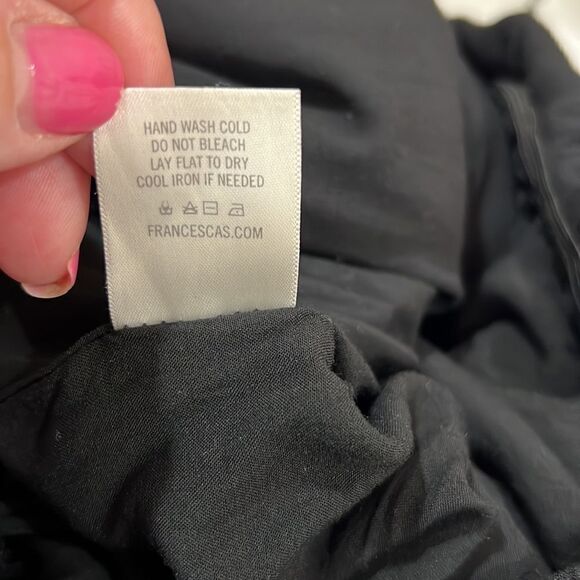 HAND WASH COLD
DO NOT BLEACH
LAY FLAT TO DRY
COOL IRON IF NEEDED
FRANCESCAS.COM